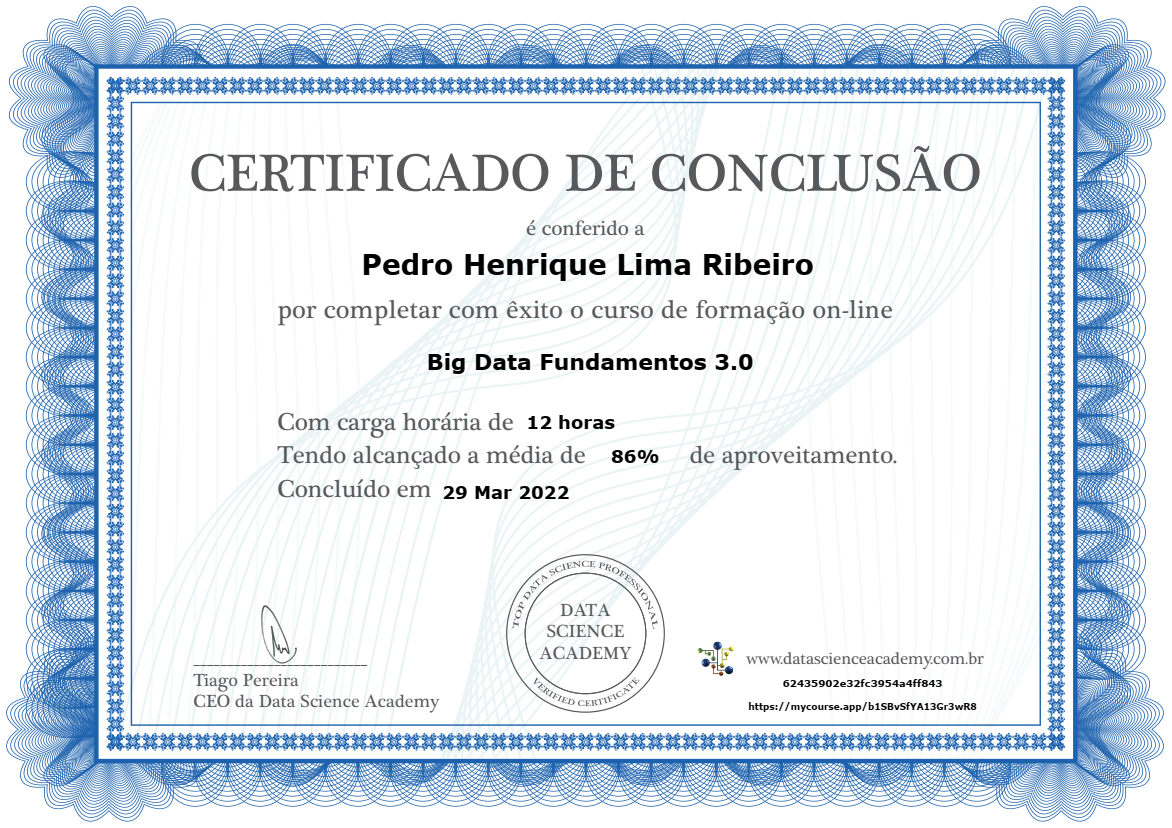 CERTIFICADO DE CONCLUSÃO
é conferido a
Pedro Henrique Lima Ribeiro
por completar com êxito o curso de formação on-line
Big Data Fundamentos 3.0
Com carga horária de 12 horas
Tendo alcançado a média de 86% de aproveitamento.
Concluído em 29 Mar 2022
TOP DATA SCIENCE PROFESSIONAL
DATA
SCIENCE
ACADEMY
VERIFIED CERTIFICATE
Tiago Pereira
CEO da Data Science Academy
www.datascienceacademy.com.br
62435902e32fc3954a4ff843
https://mycourse.app/b1SBvSfYA13Gr3wR8